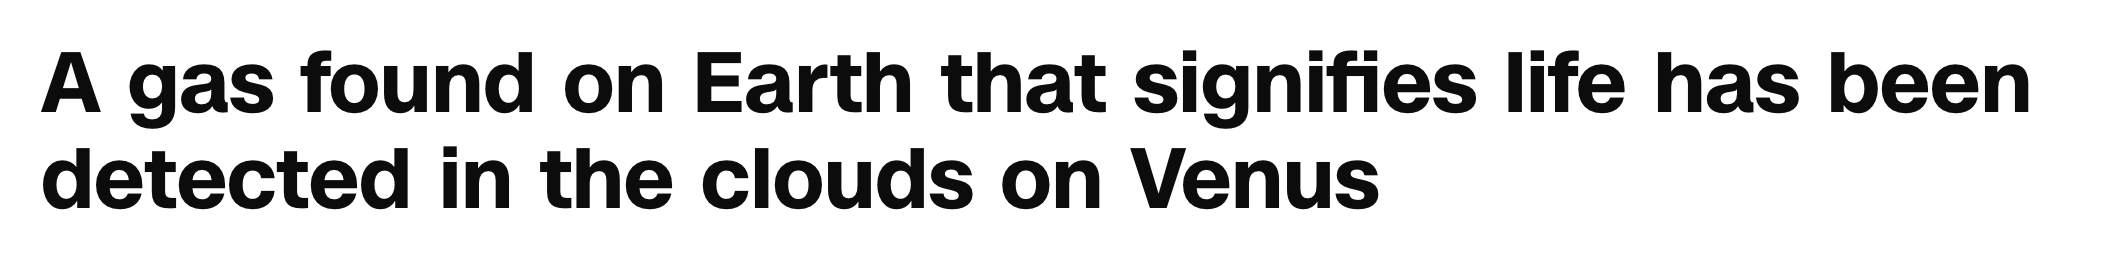 A gas found on Earth that signifies life has been
detected in the clouds on Venus